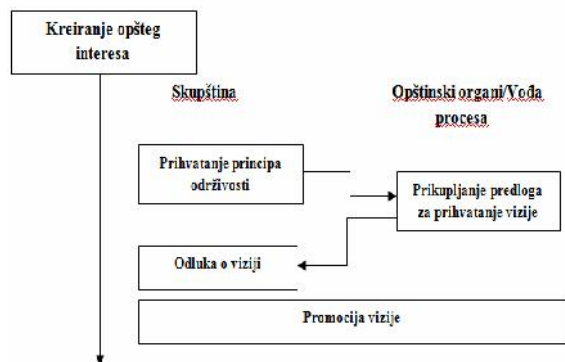 Kreiranje opšteg
interesa
Skupština
Opštinski organi/Vođa
procesa
Prihvatanje principa
održivosti
Prikupljanje predloga
za prihvatanje vizije
Odluka o viziji
Promocija vizije